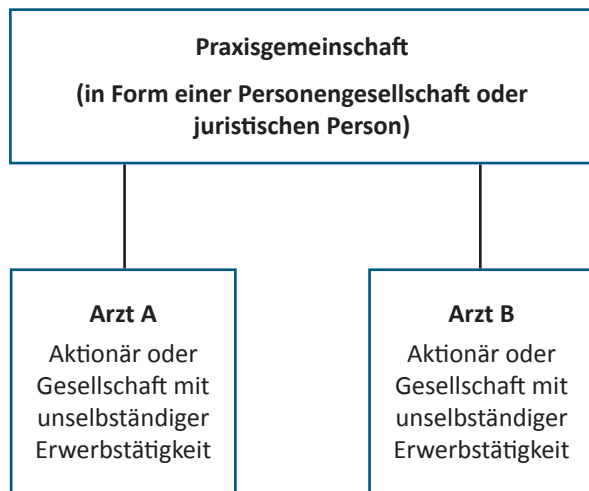 Praxisgemeinschaft
(in Form einer Personengesellschaft oder
juristischen Person)
Arzt A
Aktionär oder
Gesellschaft mit
unselbständiger
Erwerbstätigkeit
Arzt B
Aktionär oder
Gesellschaft mit
unselbständiger
Erwerbstätigkeit